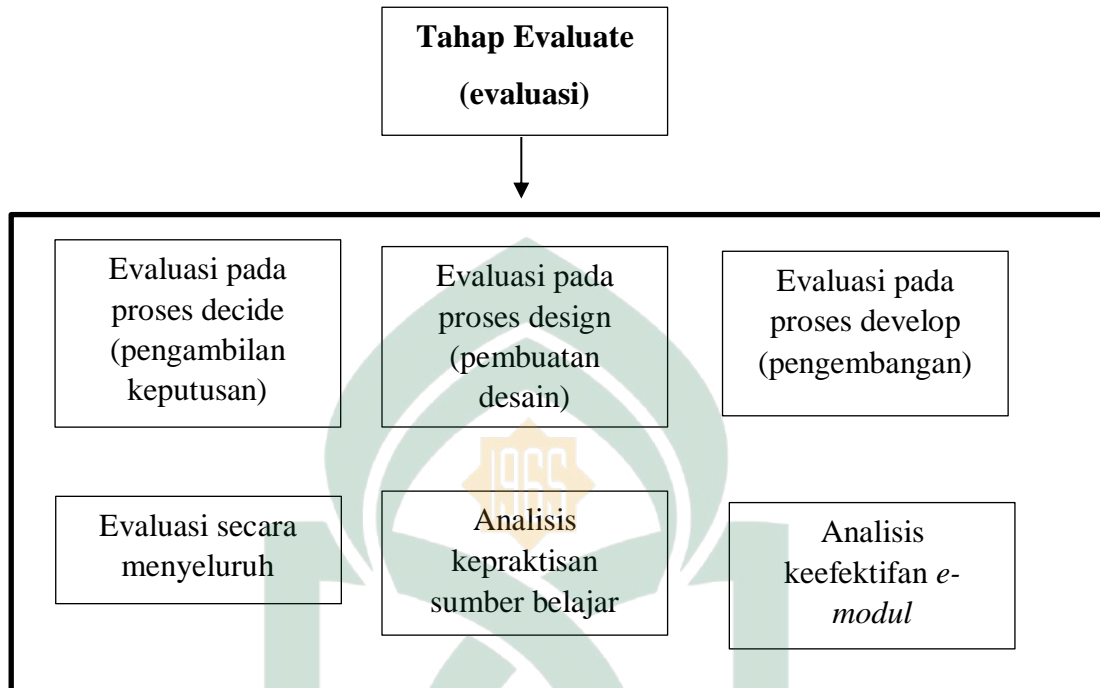 Tahap Evaluate
(evaluasi)
Evaluasi pada
proses decide
(pengambilan
keputusan)
Evaluasi pada
proses design
(pembuatan
desain)
Evaluasi pada
proses develop
(pengembangan)
Evaluasi secara
menyeluruh
Analisis
kepraktisan
sumber belajar
Analisis
keefektifan e-
modul
1965